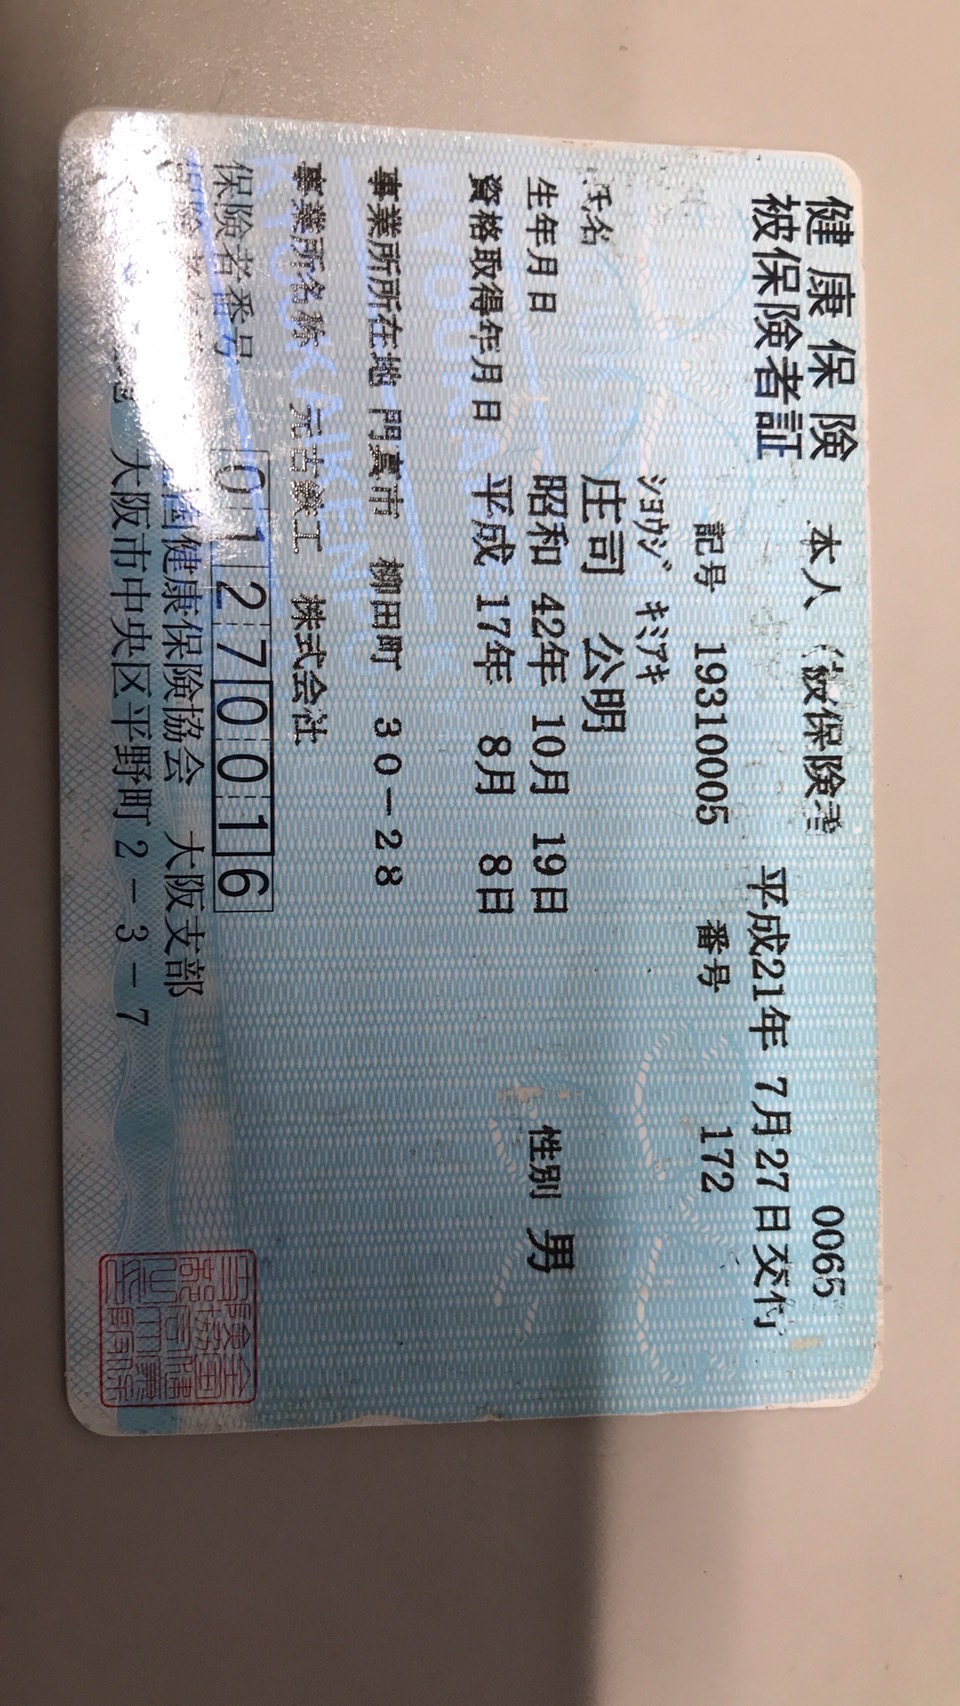 健康保険
被保険者証
本人（被保険者）
0065
平成21年 7月27日交付
記号 19310005 番号 172
ｼｮｳｼﾞ ｷﾐｱｷ
氏名 庄司 公明
生年月日 昭和 42年 10月 19日 性別 男
資格取得年月日 平成 17年 8月 8日
事業所所在地 門真市 柳田町 30－28
事業所名称 元古鉄工 株式会社
保険者番号 01270016
国健康保険協会 大阪支部
大阪市中央区平野町2-3-7